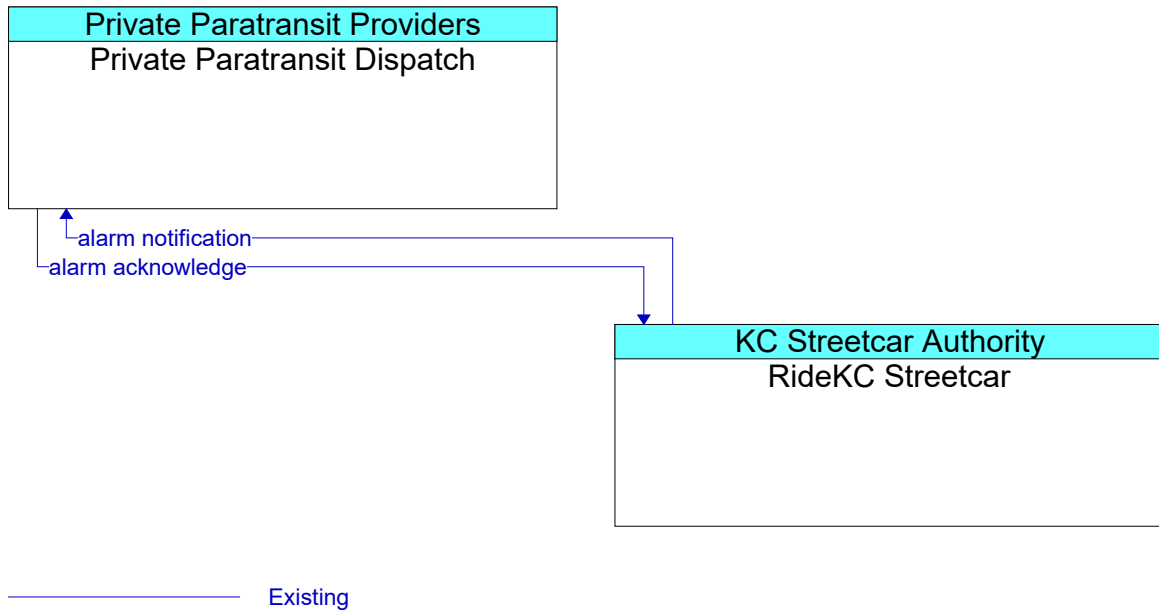 Private Paratransit Providers
Private Paratransit Dispatch
alarm notification
alarm acknowledge
KC Streetcar Authority
RideKC Streetcar
Existing